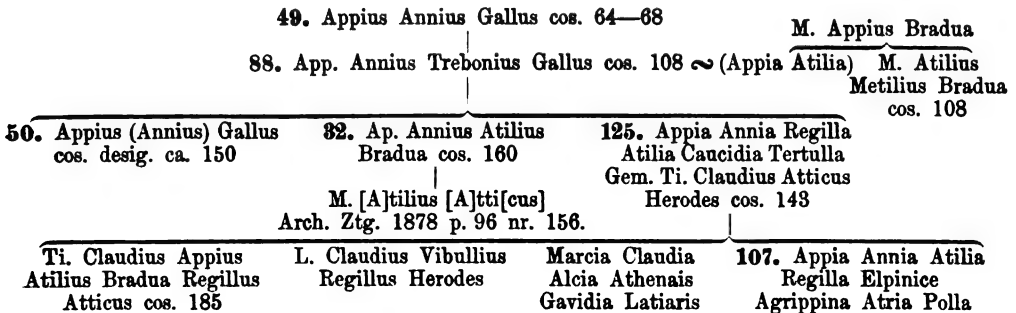 49. Appius Annius Gallus cos. 64—68
M. Appius Bradua
88. App. Annius Trebonius Gallus cos. 108 ∾ (Appia Atilia) M. Atilius
Metilius Bradua
cos. 108
50. Appius (Annius) Gallus 32. Ap. Annius Atilius 125. Appia Annia Regilla
cos. desig. ca. 150 Bradua cos. 160 Atilia Caucidia Tertulla
Gem. Ti. Claudius Atticus
M. [A]tilius [A]tti[cus] Herodes cos. 143
Arch. Ztg. 1878 p. 96 nr. 156.
Ti. Claudius Appius L. Claudius Vibullius Marcia Claudia 107. Appia Annia Atilia
Atilius Bradua Regillus Regillus Herodes Alcia Athenais Regilla Elpinice
Atticus cos. 185 Gavidia Latiaris Agrippina Atria Polla